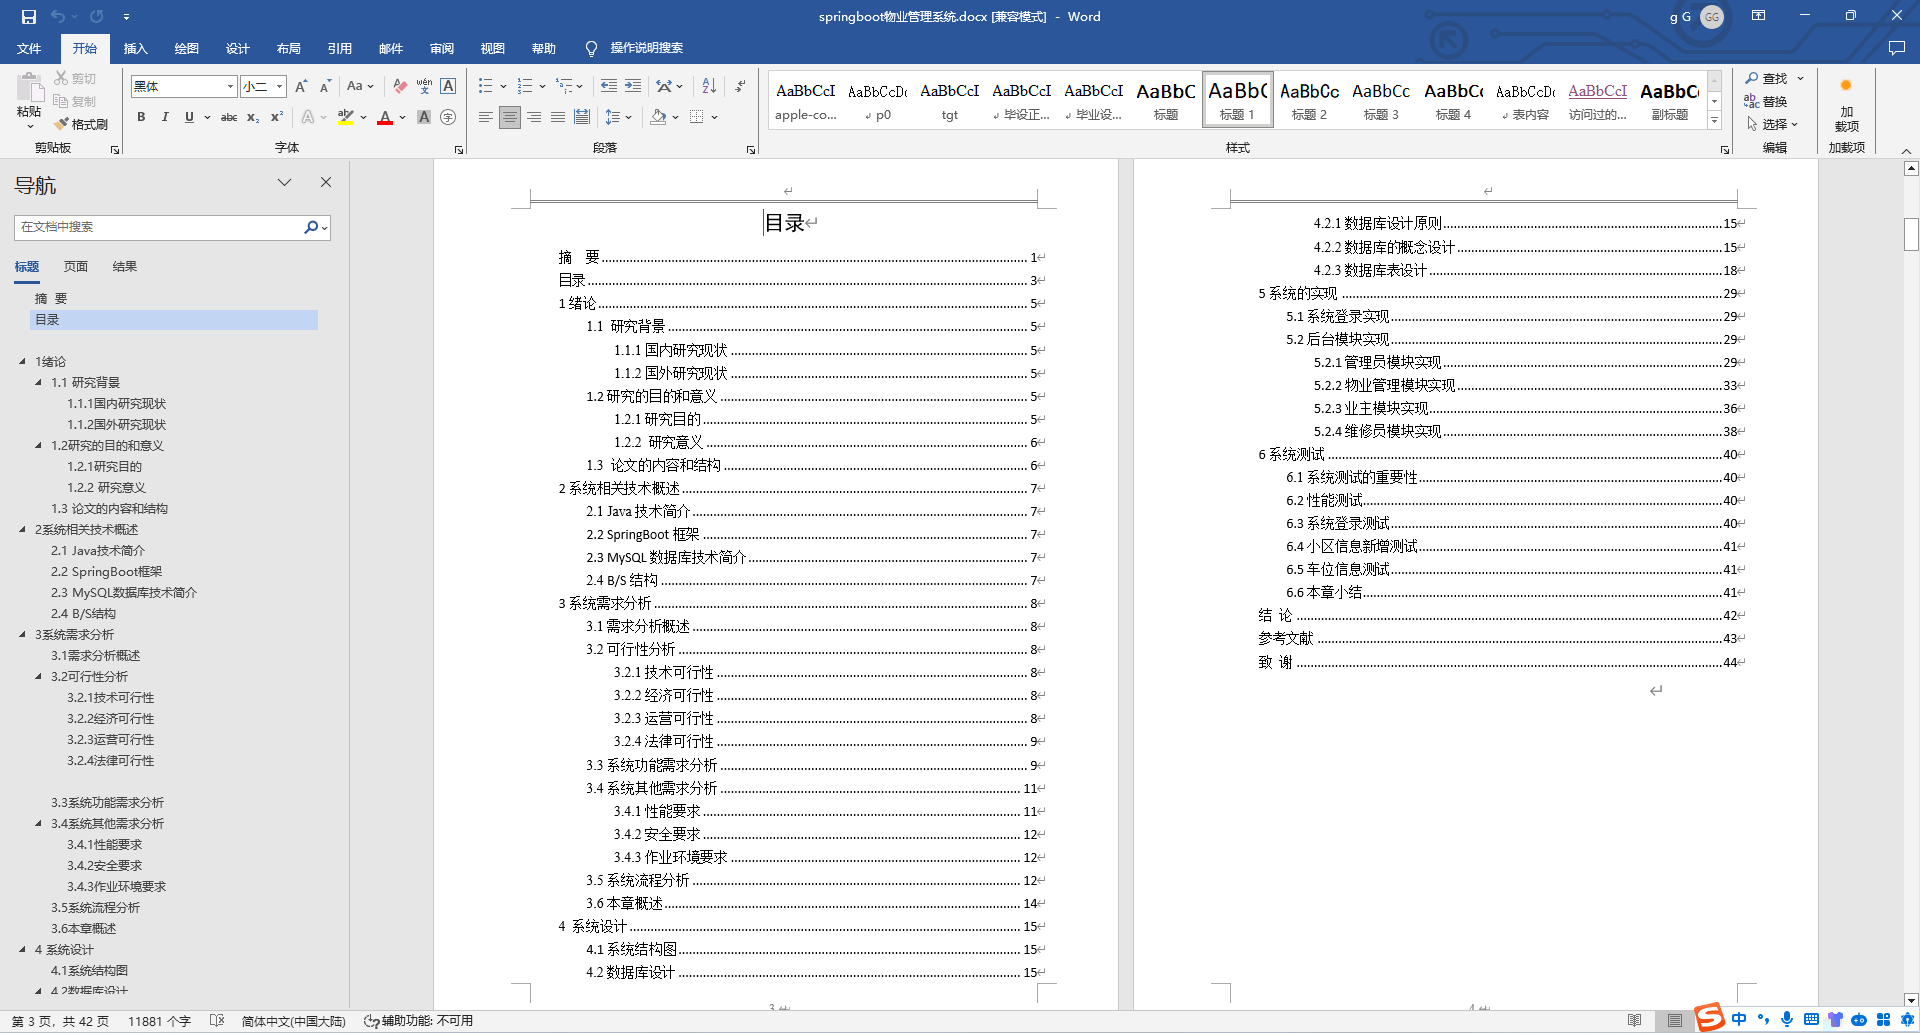 springboot物业管理系统.docx [兼容模式] - Word
g G
GG
文件 开始 插入 绘图 设计 布局 引用 邮件 审阅 视图 帮助 操作说明搜索
粘贴
剪切
复制
格式刷
剪贴板
黑体 小二
字体
段落
AaBbCcI AaBbCcDc AaBbCcI AaBbCcI AaBbCcI AaBbC AaBbC AaBbCc AaBbCc AaBbCc AaBbCcDc AaBbCcI AaBbCc
apple-co... p0 tgt 毕设正... 毕业设... 标题 标题 1 标题 2 标题 3 标题 4 表内容 访问过的... 副标题
样式
查找
替换
选择
编辑
加载项
加载项
导航
在文档中搜索
标题 页面 结果
摘 要
目录
1绪论
1.1 研究背景
1.1.1国内研究现状
1.1.2国外研究现状
1.2研究的目的和意义
1.2.1研究目的
1.2.2 研究意义
1.3 论文的内容和结构
2系统相关技术概述
2.1 Java技术简介
2.2 SpringBoot框架
2.3 MySQL数据库技术简介
2.4 B/S结构
3系统需求分析
3.1需求分析概述
3.2可行性分析
3.2.1技术可行性
3.2.2经济可行性
3.2.3运营可行性
3.2.4法律可行性
3.3系统功能需求分析
3.4系统其他需求分析
3.4.1性能要求
3.4.2安全要求
3.4.3作业环境要求
3.5系统流程分析
3.6本章概述
4 系统设计
4.1系统结构图
4.2数据库设计
目录
摘 要 1
目录 3
1 绪论 5
1.1 研究背景 5
1.1.1 国内研究现状 5
1.1.2 国外研究现状 5
1.2 研究的目的和意义 5
1.2.1 研究目的 5
1.2.2 研究意义 6
1.3 论文的内容和结构 6
2 系统相关技术概述 7
2.1 Java 技术简介 7
2.2 SpringBoot 框架 7
2.3 MySQL 数据库技术简介 7
2.4 B/S 结构 7
3 系统需求分析 8
3.1 需求分析概述 8
3.2 可行性分析 8
3.2.1 技术可行性 8
3.2.2 经济可行性 8
3.2.3 运营可行性 8
3.2.4 法律可行性 9
3.3 系统功能需求分析 9
3.4 系统其他需求分析 11
3.4.1 性能要求 11
3.4.2 安全要求 12
3.4.3 作业环境要求 12
3.5 系统流程分析 12
3.6 本章概述 14
4 系统设计 15
4.1 系统结构图 15
4.2 数据库设计 15
3
4.2.1 数据库设计原则 15
4.2.2 数据库的概念设计 15
4.2.3 数据库表设计 18
5 系统的实现 29
5.1 系统登录实现 29
5.2 后台模块实现 29
5.2.1 管理员模块实现 29
5.2.2 物业管理模块实现 33
5.2.3 业主模块实现 36
5.2.4 维修员模块实现 38
6 系统测试 40
6.1 系统测试的重要性 40
6.2 性能测试 40
6.3 系统登录测试 40
6.4 小区信息新增测试 41
6.5 车位信息测试 41
6.6 本章小结 41
结 论 42
参考文献 43
致 谢 44
4
第 3 页，共 42 页 11881 个字 简体中文(中国大陆) 辅助功能: 不可用
中